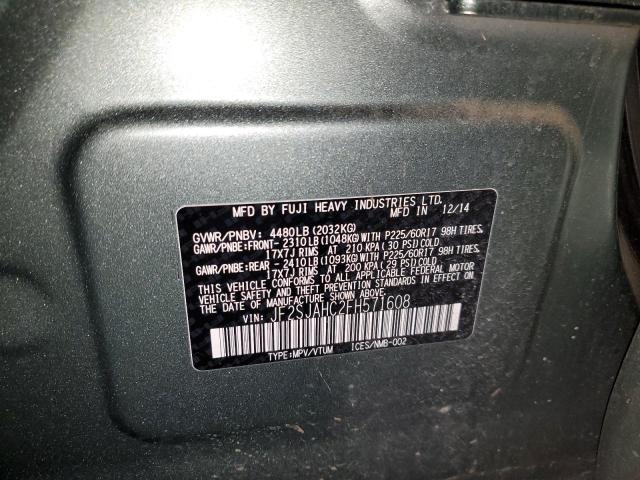 MFD BY FUJI HEAVY INDUSTRIES LTD.
MFD IN 12/14
GVWR/PNBV: 4480LB(2032KG)
GAWR/PNBE:FRONT-2310LB(1048KG)WITH P225/60R17 98H TIRES,
17X7J RIMS AT 210 KPA(30 PSI)COLD
GAWR/PNBE:REAR -2410LB(1093KG)WITH P225/60R17 98H TIRES,
17X7J RIMS AT 200 KPA(29 PSI)COLD
THIS VEHICLE CONFORMS TO ALL APPLICABLE FEDERAL MOTOR
VEHICLE SAFETY AND BUMPER STANDARDS IN EFFECT ON
THE DATE OF MANUFACTURE SHOWN ABOVE.
VIN: JF2SJAHC2FH571608
TYPE:MPV/VTUM ICES/NMB-002